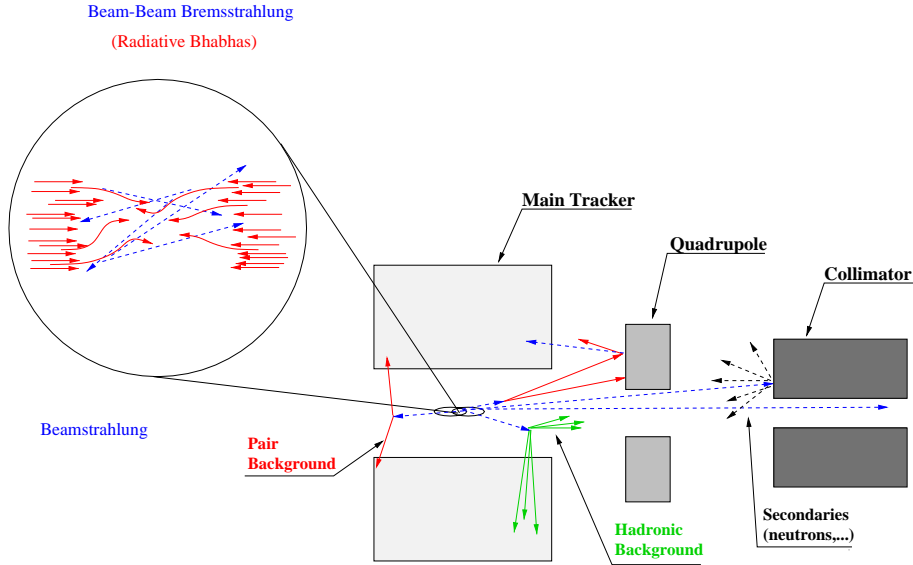 Beam-Beam Bremsstrahlung
(Radiative Bhabhas)
Main Tracker
Quadrupole
Collimator
Beamstrahlung
Pair
Background
Hadronic
Background
Secondaries
(neutrons,...)